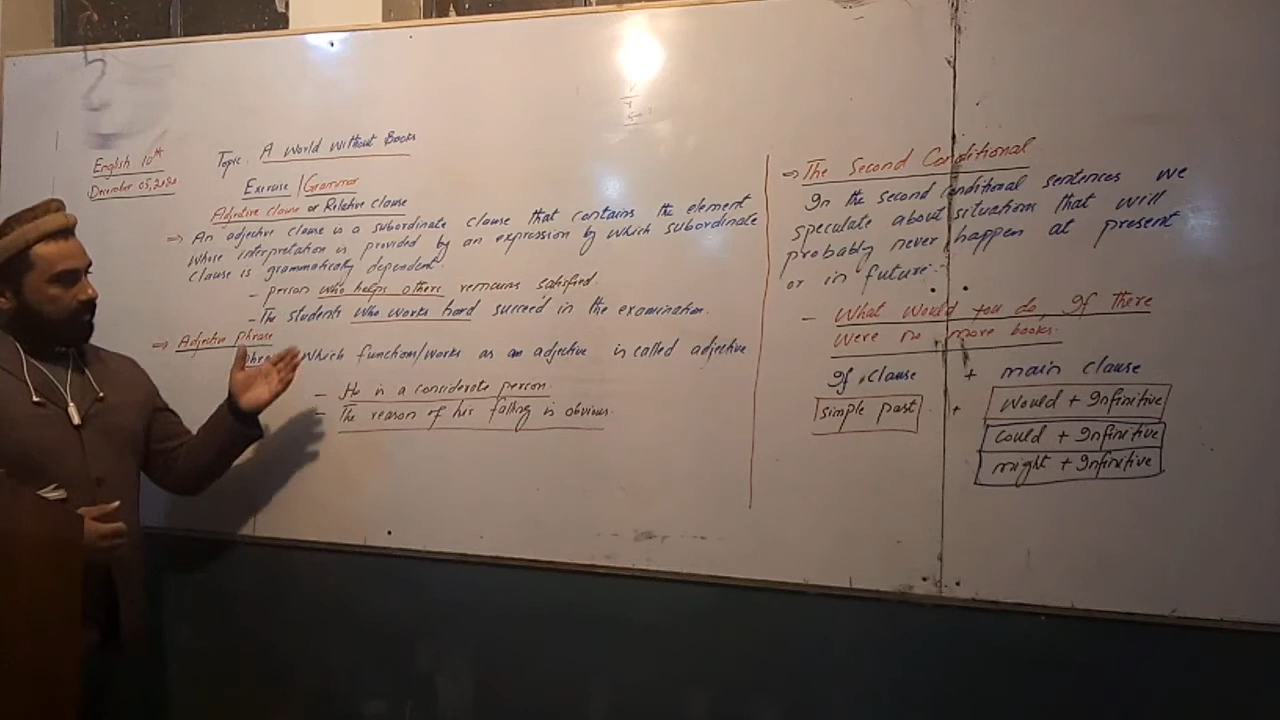 English 10th
December 05, 2020
Topic: A World Without Books
Exercise / Grammar
Adjective clause or Relative clause
⇒ An adjective clause is a subordinate clause that contains the element
whose interpretation is provided by an expression by which subordinate
clause is grammatically dependent.
- person who helps others remains satisfied.
- The students who works hard succeed in the examination.
⇒ Adjective Phrase
which function/works as an adjective is called adjective
- He is a considerate person.
- The reason of his falling is obvious.
⇒ The Second Conditional
In the second conditional sentences we
speculate about situations that will
probably never happen at present
or in future.
- What would you do, If there
were no more books.
If clause + main clause
simple past + would + Infinitive
could + Infinitive
might + Infinitive